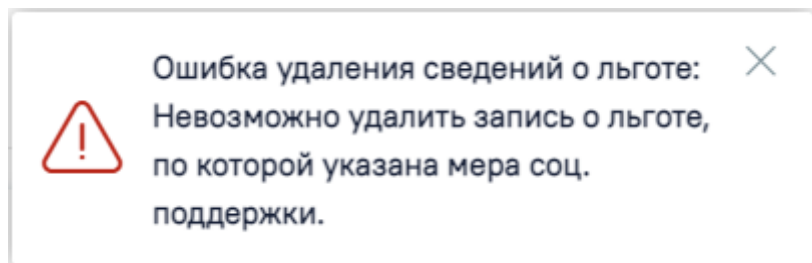 Ошибка удаления сведений о льготе:
Невозможно удалить запись о льготе,
по которой указана мера соц.
поддержки.